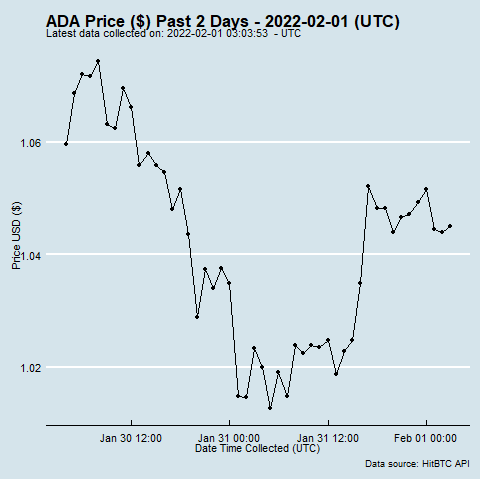 ADA Price ($) Past 2 Days - 2022-02-01 (UTC)
Latest data collected on: 2022-02-01 03:03:53  - UTC
1.06
1.04
1.02
Price USD ($)
Jan 30 12:00 Jan 31 00:00 Jan 31 12:00 Feb 01 00:00
Date Time Collected (UTC)
Data source: HitBTC API